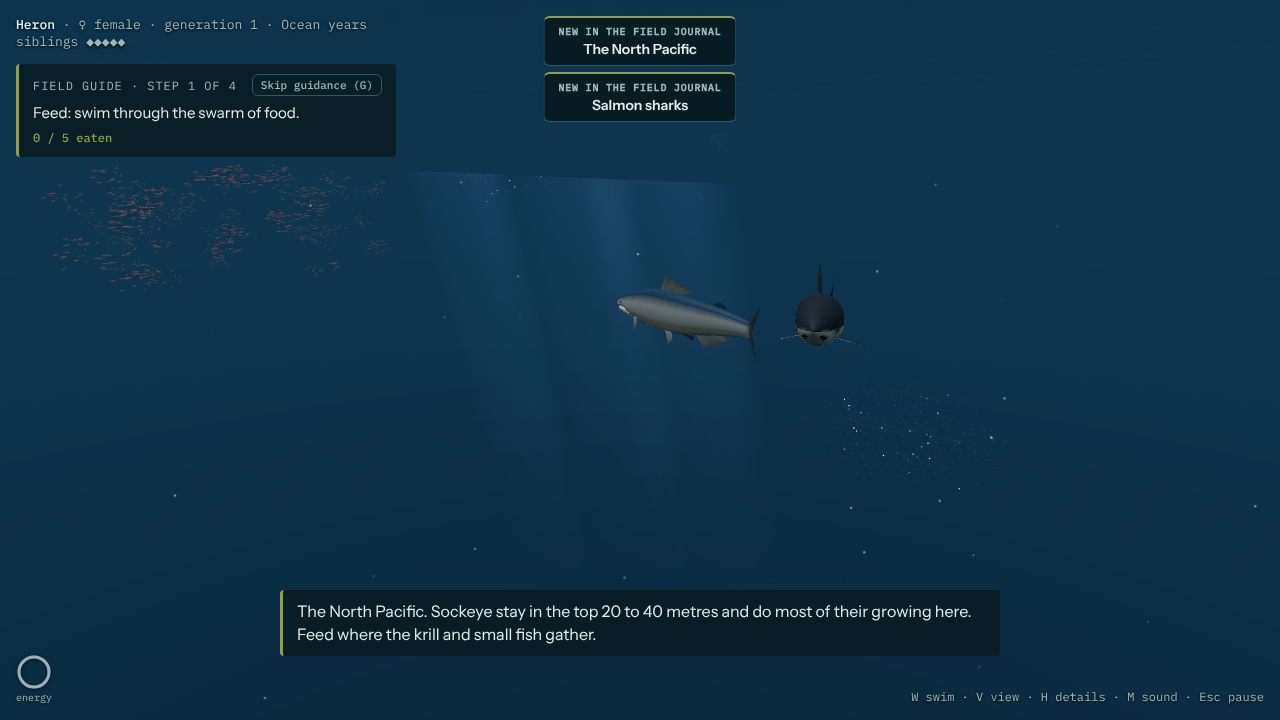 Heron · ♀ female · generation 1 · Ocean years
siblings ◆◆◆◆◆
FIELD GUIDE · STEP 1 OF 4
Skip guidance (G)
Feed: swim through the swarm of food.
0 / 5 eaten
NEW IN THE FIELD JOURNAL
The North Pacific
NEW IN THE FIELD JOURNAL
Salmon sharks
The North Pacific. Sockeye stay in the top 20 to 40 metres and do most of their growing here.
Feed where the krill and small fish gather.
energy
W swim · V view · H details · M sound · Esc pause